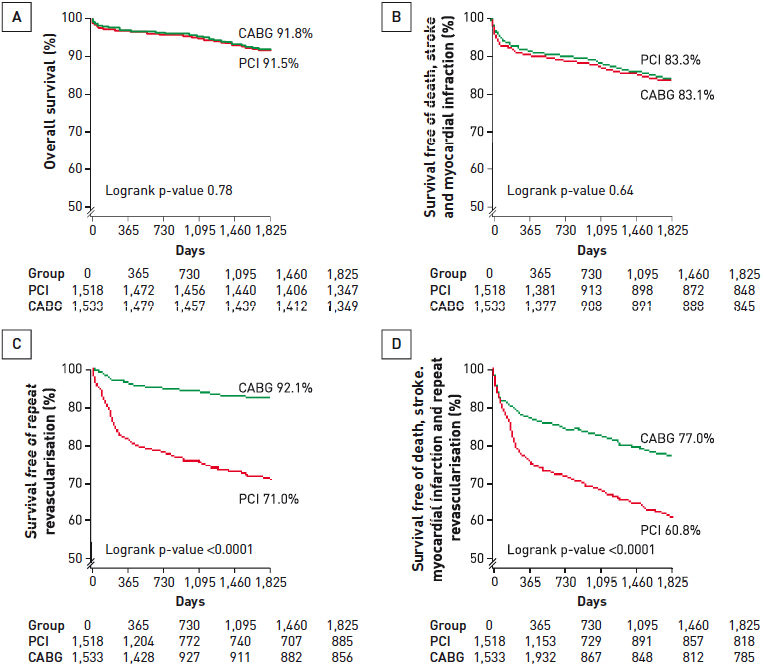 A
Overall survival (%)
100
80
80
70
60
50
CABG 91.8%
PCI 91.5%
Logrank p-value 0.78
0 365 730 1,095 1,460 1,825
Days
Group 0 365 730 1,095 1,460 1,825
PCI 1,518 1,472 1,456 1,440 1,406 1,347
CABG 1,533 1,479 1,457 1,439 1,412 1,349
B
Survival free of death, stroke
and myocardial infraction (%)
100
80
80
70
60
50
PCI 83.3%
CABG 83.1%
Logrank p-value 0.64
0 365 730 1,095 1,460 1,825
Days
Group 0 365 730 1,095 1,460 1,825
PCI 1,518 1,381 913 898 872 848
CABG 1,533 1,377 908 891 888 845
C
Survival free of repeat
revascularisation (%)
100
80
80
70
60
50
CABG 92.1%
PCI 71.0%
Logrank p-value <0.0001
0 365 730 1,095 1,460 1,825
Days
Group 0 365 730 1,095 1,460 1,825
PCI 1,518 1,204 772 740 707 885
CABG 1,533 1,428 927 911 882 856
D
Survival free of death, stroke.
myocardial infarction and repeat
revascularisation (%)
100
80
80
70
60
50
CABG 77.0%
PCI 60.8%
Logrank p-value <0.0001
0 365 730 1,095 1,460 1,825
Days
Group 0 365 730 1,095 1,460 1,825
PCI 1,518 1,153 729 891 857 818
CABG 1,533 1,932 867 848 812 785